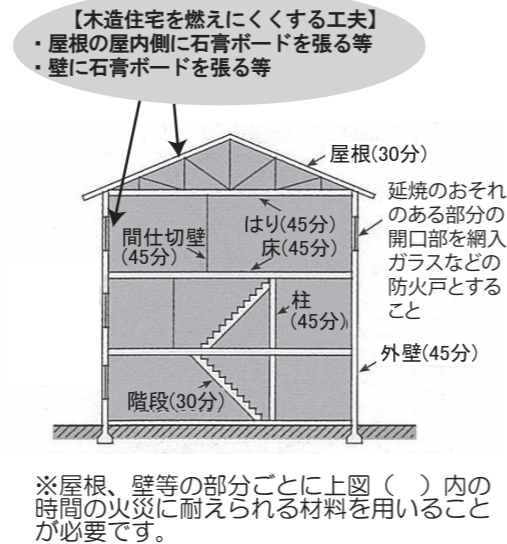 【木造住宅を燃えにくくする工夫】
・屋根の屋内側に石膏ボードを張る等
・壁に石膏ボードを張る等
屋根(30分)
延焼のおそれ
のある部分の
開口部を網入
ガラスなどの
防火戸とする
こと
はり(45分)
間仕切壁
(45分)
床(45分)
柱
(45分)
外壁(45分)
階段(30分)
※屋根、壁等の部分ごとに上図（　）内の
時間の火災に耐えられる材料を用いること
が必要です。